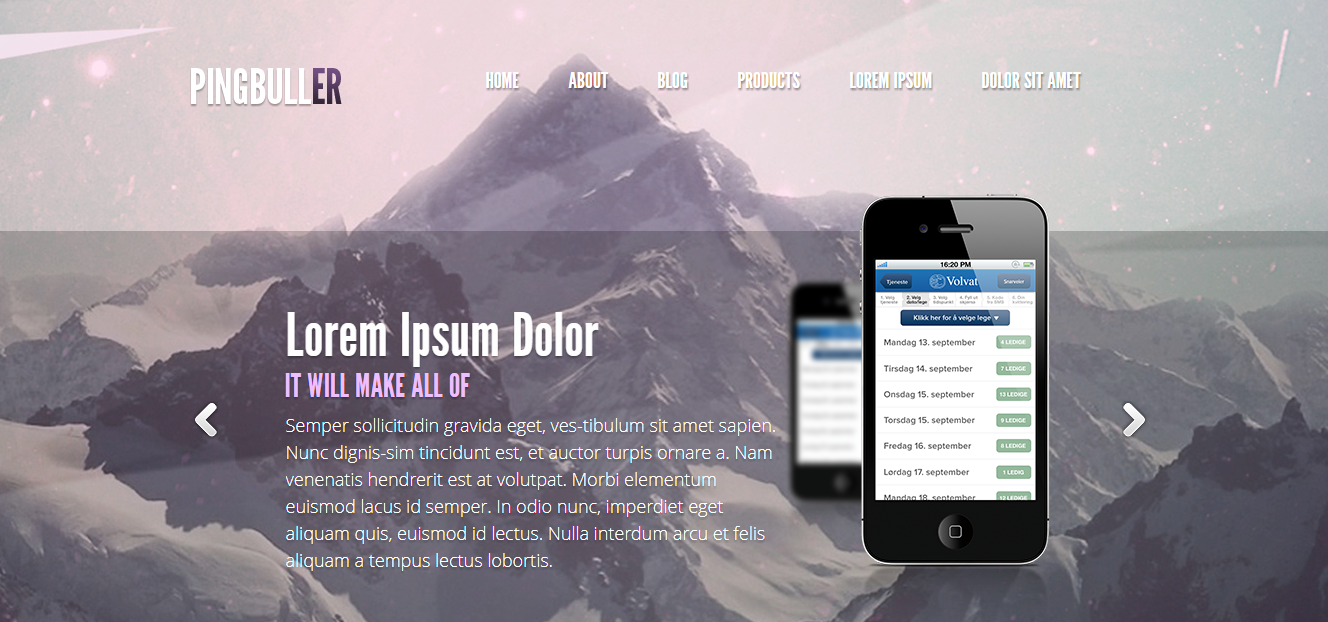 PINGBULLER
HOME ABOUT BLOG PRODUCTS LOREM IPSUM DOLOR SIT AMET
Lorem Ipsum Dolor
IT WILL MAKE ALL OF
Semper sollicitudin gravida eget, ves-tibulum sit amet sapien.
Nunc dignis-sim tincidunt est, et auctor turpis ornare a. Nam
venenatis hendrerit est at volutpat. Morbi elementum
euismod lacus id semper. In odio nunc, imperdiet eget
aliquam quis, euismod id lectus. Nulla interdum arcu et felis
aliquam a tempus lectus lobortis.
16:20 PM
Tjeneste Volvat Snarveier
1. Velg 2. Velg 3. Velg 4. Fyll ut 5. Kode 6. Om
tjeneste dato/lege tidspunkt skjema fra SMS
Klikk her for å velge lege
Mandag 13. september 4 LEDIGE
Tirsdag 14. september 7 LEDIGE
Onsdag 15. september 13 LEDIGE
Torsdag 15. september 9 LEDIGE
Fredag 16. september 8 LEDIGE
Lørdag 17. september 1 LEDIG
Mandag 18. september 12 LEDIGE